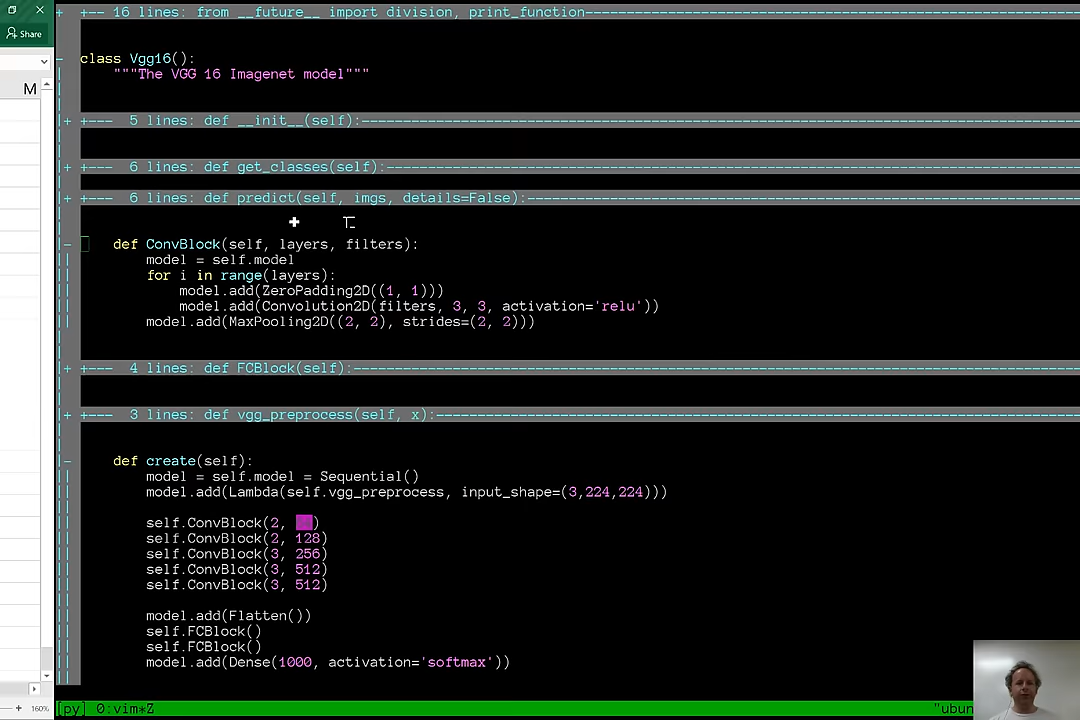 Share
M
160%
+ +-- 16 lines: from __future__ import division, print_function
class Vgg16():
"""The VGG 16 Imagenet model"""
+ +--- 5 lines: def __init__(self):
+ +--- 6 lines: def get_classes(self):
+ +--- 6 lines: def predict(self, imgs, details=False):
def ConvBlock(self, layers, filters):
model = self.model
for i in range(layers):
model.add(ZeroPadding2D((1, 1)))
model.add(Convolution2D(filters, 3, 3, activation='relu'))
model.add(MaxPooling2D((2, 2), strides=(2, 2)))
+ +--- 4 lines: def FCBlock(self):
+ +--- 3 lines: def vgg_preprocess(self, x):
def create(self):
model = self.model = Sequential()
model.add(Lambda(self.vgg_preprocess, input_shape=(3,224,224)))
self.ConvBlock(2, )
self.ConvBlock(2, 128)
self.ConvBlock(3, 256)
self.ConvBlock(3, 512)
self.ConvBlock(3, 512)
model.add(Flatten())
self.FCBlock()
self.FCBlock()
model.add(Dense(1000, activation='softmax'))
[py] 0:vim*Z "ubun